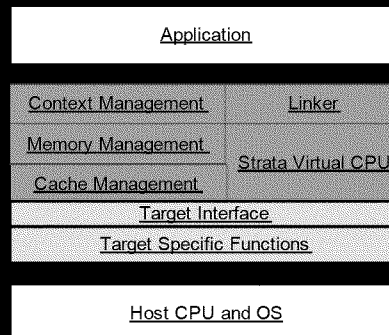 Application
Context Management
Linker
Memory Management
Strata Virtual CPU
Cache Management
Target Interface
Target Specific Functions
Host CPU and OS